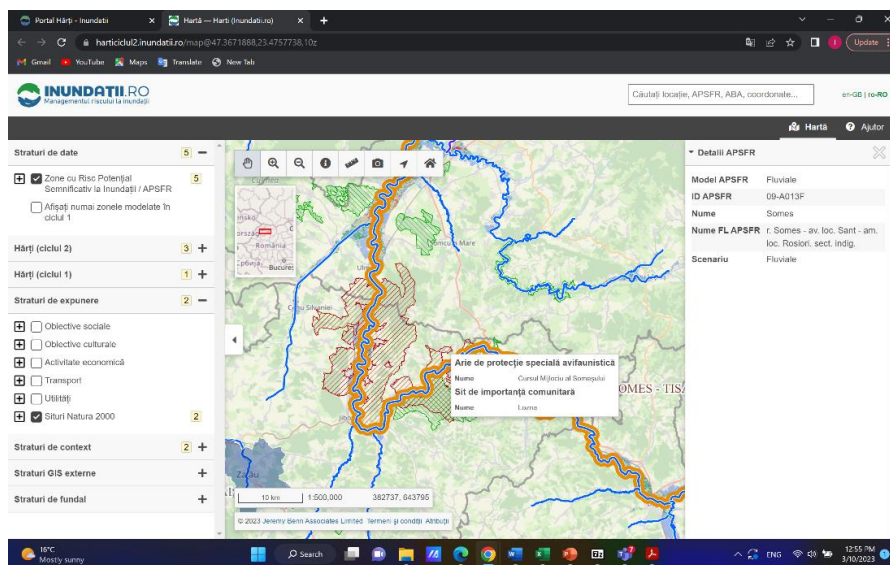 Portal Hărți - Inundatii
Hartă — Harti (Inundatii.ro)
harticiclul2.inundatii.ro/map@47.3671888,23.4757738,10z
Update
Gmail
YouTube
Maps
Translate
New Tab
INUNDATII.RO
Managementul riscului la inundații
Căutați locație, APSFR, ABA, coordonate...
en-GB | ro-RO
Hartă
Ajutor
Straturi de date 5
Zone cu Risc Potențial
Semnificativ la Inundații / APSFR
5
Afișați numai zonele modelate în
ciclul 1
Hărți (ciclul 2) 3
Hărți (ciclul 1) 1
Straturi de expunere 2
Obiective sociale
Obiective culturale
Activitate economică
Transport
Utilități
Situri Natura 2000 2
Straturi de context 2
Straturi GIS externe
Straturi de fundal
România
Bucure
Zalău
OMEȘ - TIS
Arie de protecție specială avifaunistică
Nume Cursul Mijlociu al Someșului
Sit de importanță comunitară
Nume
10 km
1:500,000
382737, 643795
© 2023 Jeremy Benn Associates Limited Termeni și condiții Atribuții
Detalii APSFR
Model APSFR Fluviale
ID APSFR 09-A013F
Nume Somes
Nume FL APSFR r. Somes - av. loc. Sant - am.
loc. Rosiori. sect. indig.
Scenariu Fluviale
16°C
Mostly sunny
Search
ENG
12:55 PM
3/10/2023